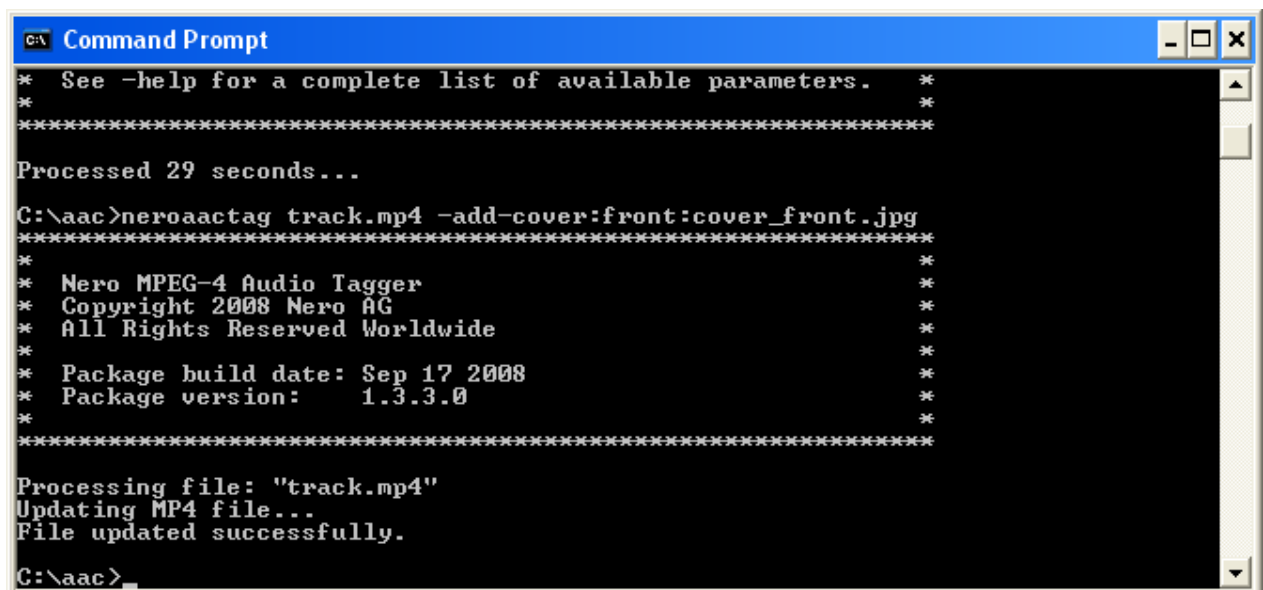 Command Prompt
*  See -help for a complete list of available parameters.   *
*                                                           *
*************************************************************
Processed 29 seconds...
C:\aac>neroaactag track.mp4 -add-cover:front:cover_front.jpg
*************************************************************
*                                                           *
*  Nero MPEG-4 Audio Tagger                                 *
*  Copyright 2008 Nero AG                                   *
*  All Rights Reserved Worldwide                            *
*                                                           *
*  Package build date: Sep 17 2008                          *
*  Package version:    1.3.3.0                              *
*                                                           *
*************************************************************
Processing file: "track.mp4"
Updating MP4 file...
File updated successfully.
C:\aac>_